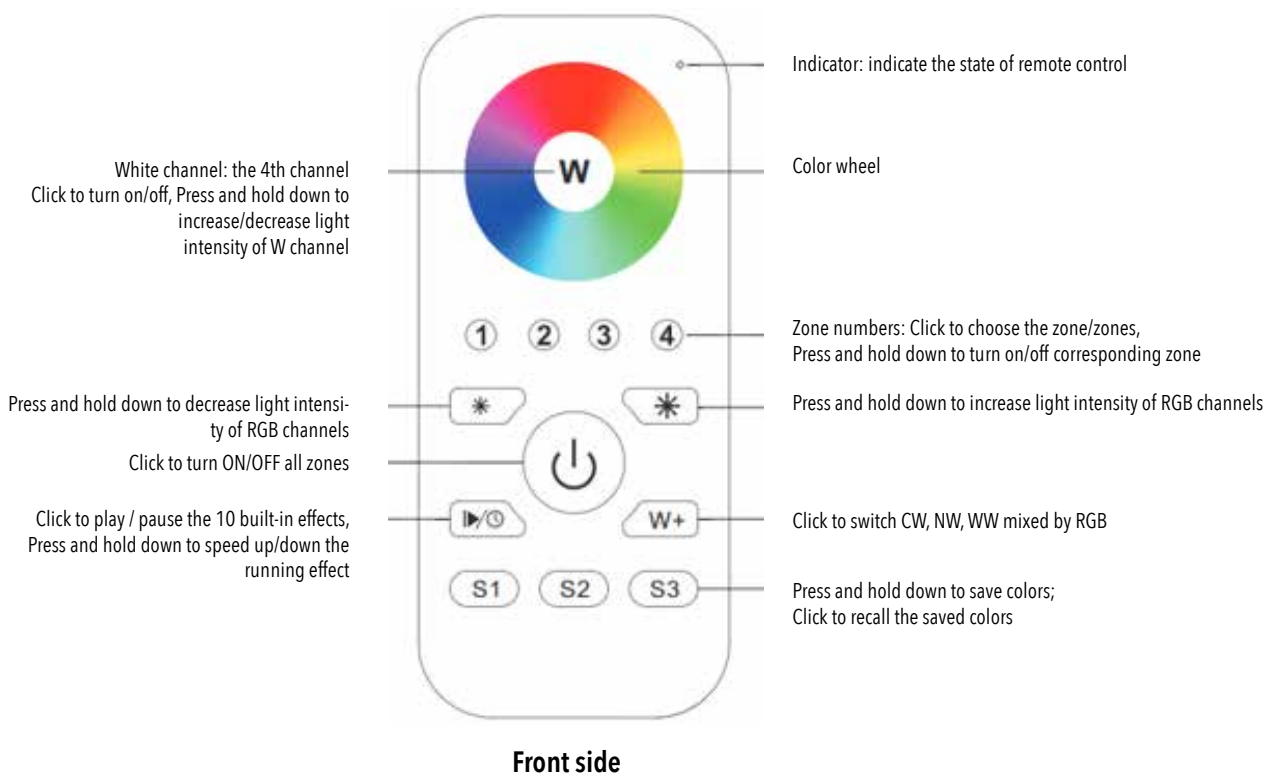 Indicator: indicate the state of remote control
White channel: the 4th channel
Click to turn on/off, Press and hold down to
increase/decrease light
intensity of W channel
W
Color wheel
1 2 3 4
Zone numbers: Click to choose the zone/zones,
Press and hold down to turn on/off corresponding zone
Press and hold down to decrease light intensi-
ty of RGB channels
Press and hold down to increase light intensity of RGB channels
Click to turn ON/OFF all zones
Click to play / pause the 10 built-in effects,
Press and hold down to speed up/down the
running effect
W+
Click to switch CW, NW, WW mixed by RGB
S1 S2 S3
Press and hold down to save colors;
Click to recall the saved colors
Front side